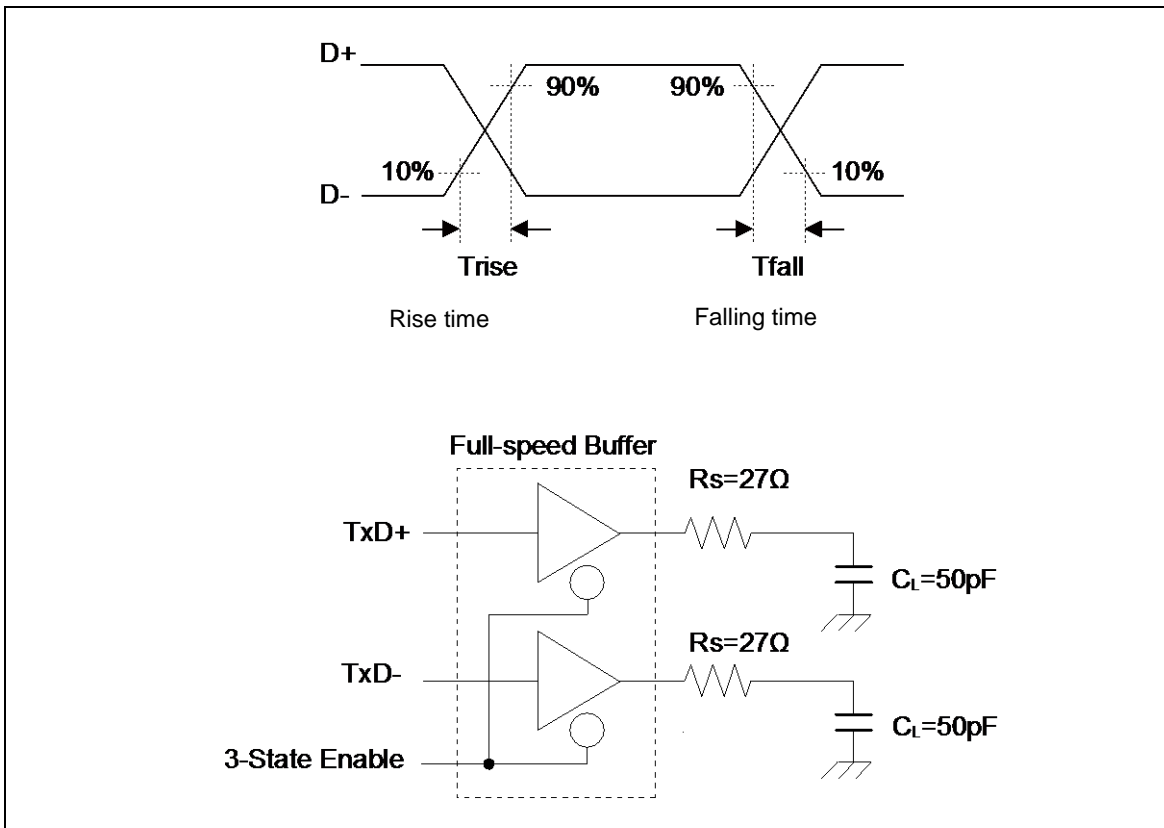 D+
90%
90%
10%
10%
D-
Trise
Tfall
Rise time
Falling time
Full-speed Buffer
Rs=27Ω
TxD+
CL=50pF
Rs=27Ω
TxD-
CL=50pF
3-State Enable